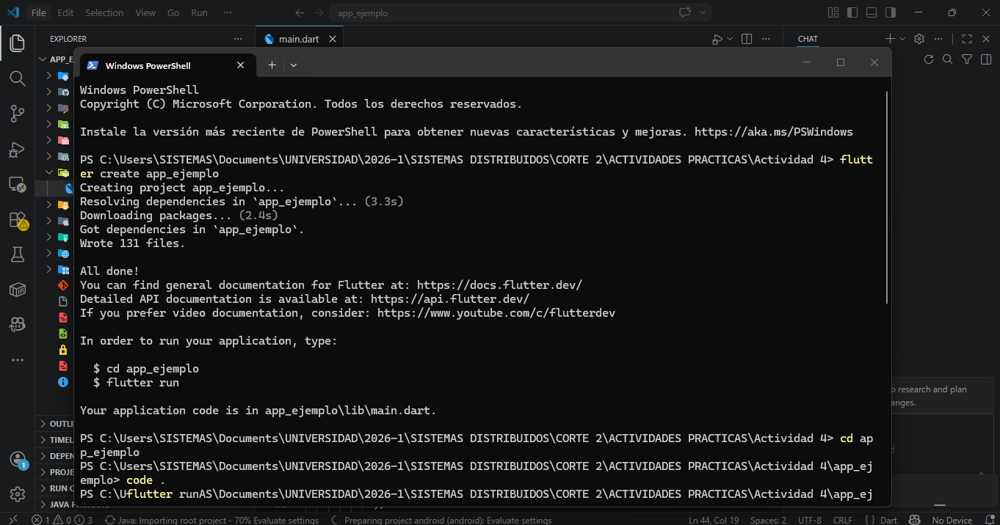 File Edit Selection View Go Run ··· app_ejemplo
EXPLORER ··· main.dart CHAT
APP_E
Windows PowerShell
Windows PowerShell
Copyright (C) Microsoft Corporation. Todos los derechos reservados.
Instale la versión más reciente de PowerShell para obtener nuevas características y mejoras. https://aka.ms/PSWindows
PS C:\Users\SISTEMAS\Documents\UNIVERSIDAD\2026-1\SISTEMAS DISTRIBUIDOS\CORTE 2\ACTIVIDADES PRACTICAS\Actividad 4> flutt
er create app_ejemplo
Creating project app_ejemplo...
Resolving dependencies in `app_ejemplo`... (3.3s)
Downloading packages... (2.4s)
Got dependencies in `app_ejemplo`.
Wrote 131 files.
All done!
You can find general documentation for Flutter at: https://docs.flutter.dev/
Detailed API documentation is available at: https://api.flutter.dev/
If you prefer video documentation, consider: https://www.youtube.com/c/flutterdev
In order to run your application, type:
$ cd app_ejemplo
$ flutter run
Your application code is in app_ejemplo\lib\main.dart.
PS C:\Users\SISTEMAS\Documents\UNIVERSIDAD\2026-1\SISTEMAS DISTRIBUIDOS\CORTE 2\ACTIVIDADES PRACTICAS\Actividad 4> cd ap
p_ejemplo
PS C:\Users\SISTEMAS\Documents\UNIVERSIDAD\2026-1\SISTEMAS DISTRIBUIDOS\CORTE 2\ACTIVIDADES PRACTICAS\Actividad 4\app_ej
emplo> code .
PS C:\Uflutter runAS\Documents\UNIVERSIDAD\2026-1\SISTEMAS DISTRIBUIDOS\CORTE 2\ACTIVIDADES PRACTICAS\Actividad 4\app_ej
o research and plan
anges.
OUTLI
TIMEL
DEPEN
PROJE
RUN C
JAVA P
1 0 3 Java: Importing root project - 70% Evaluate settings Preparing project android (android): Evaluate settings Ln 44, Col 19 Spaces: 2 UTF-8 CRLF { } Dart No Device